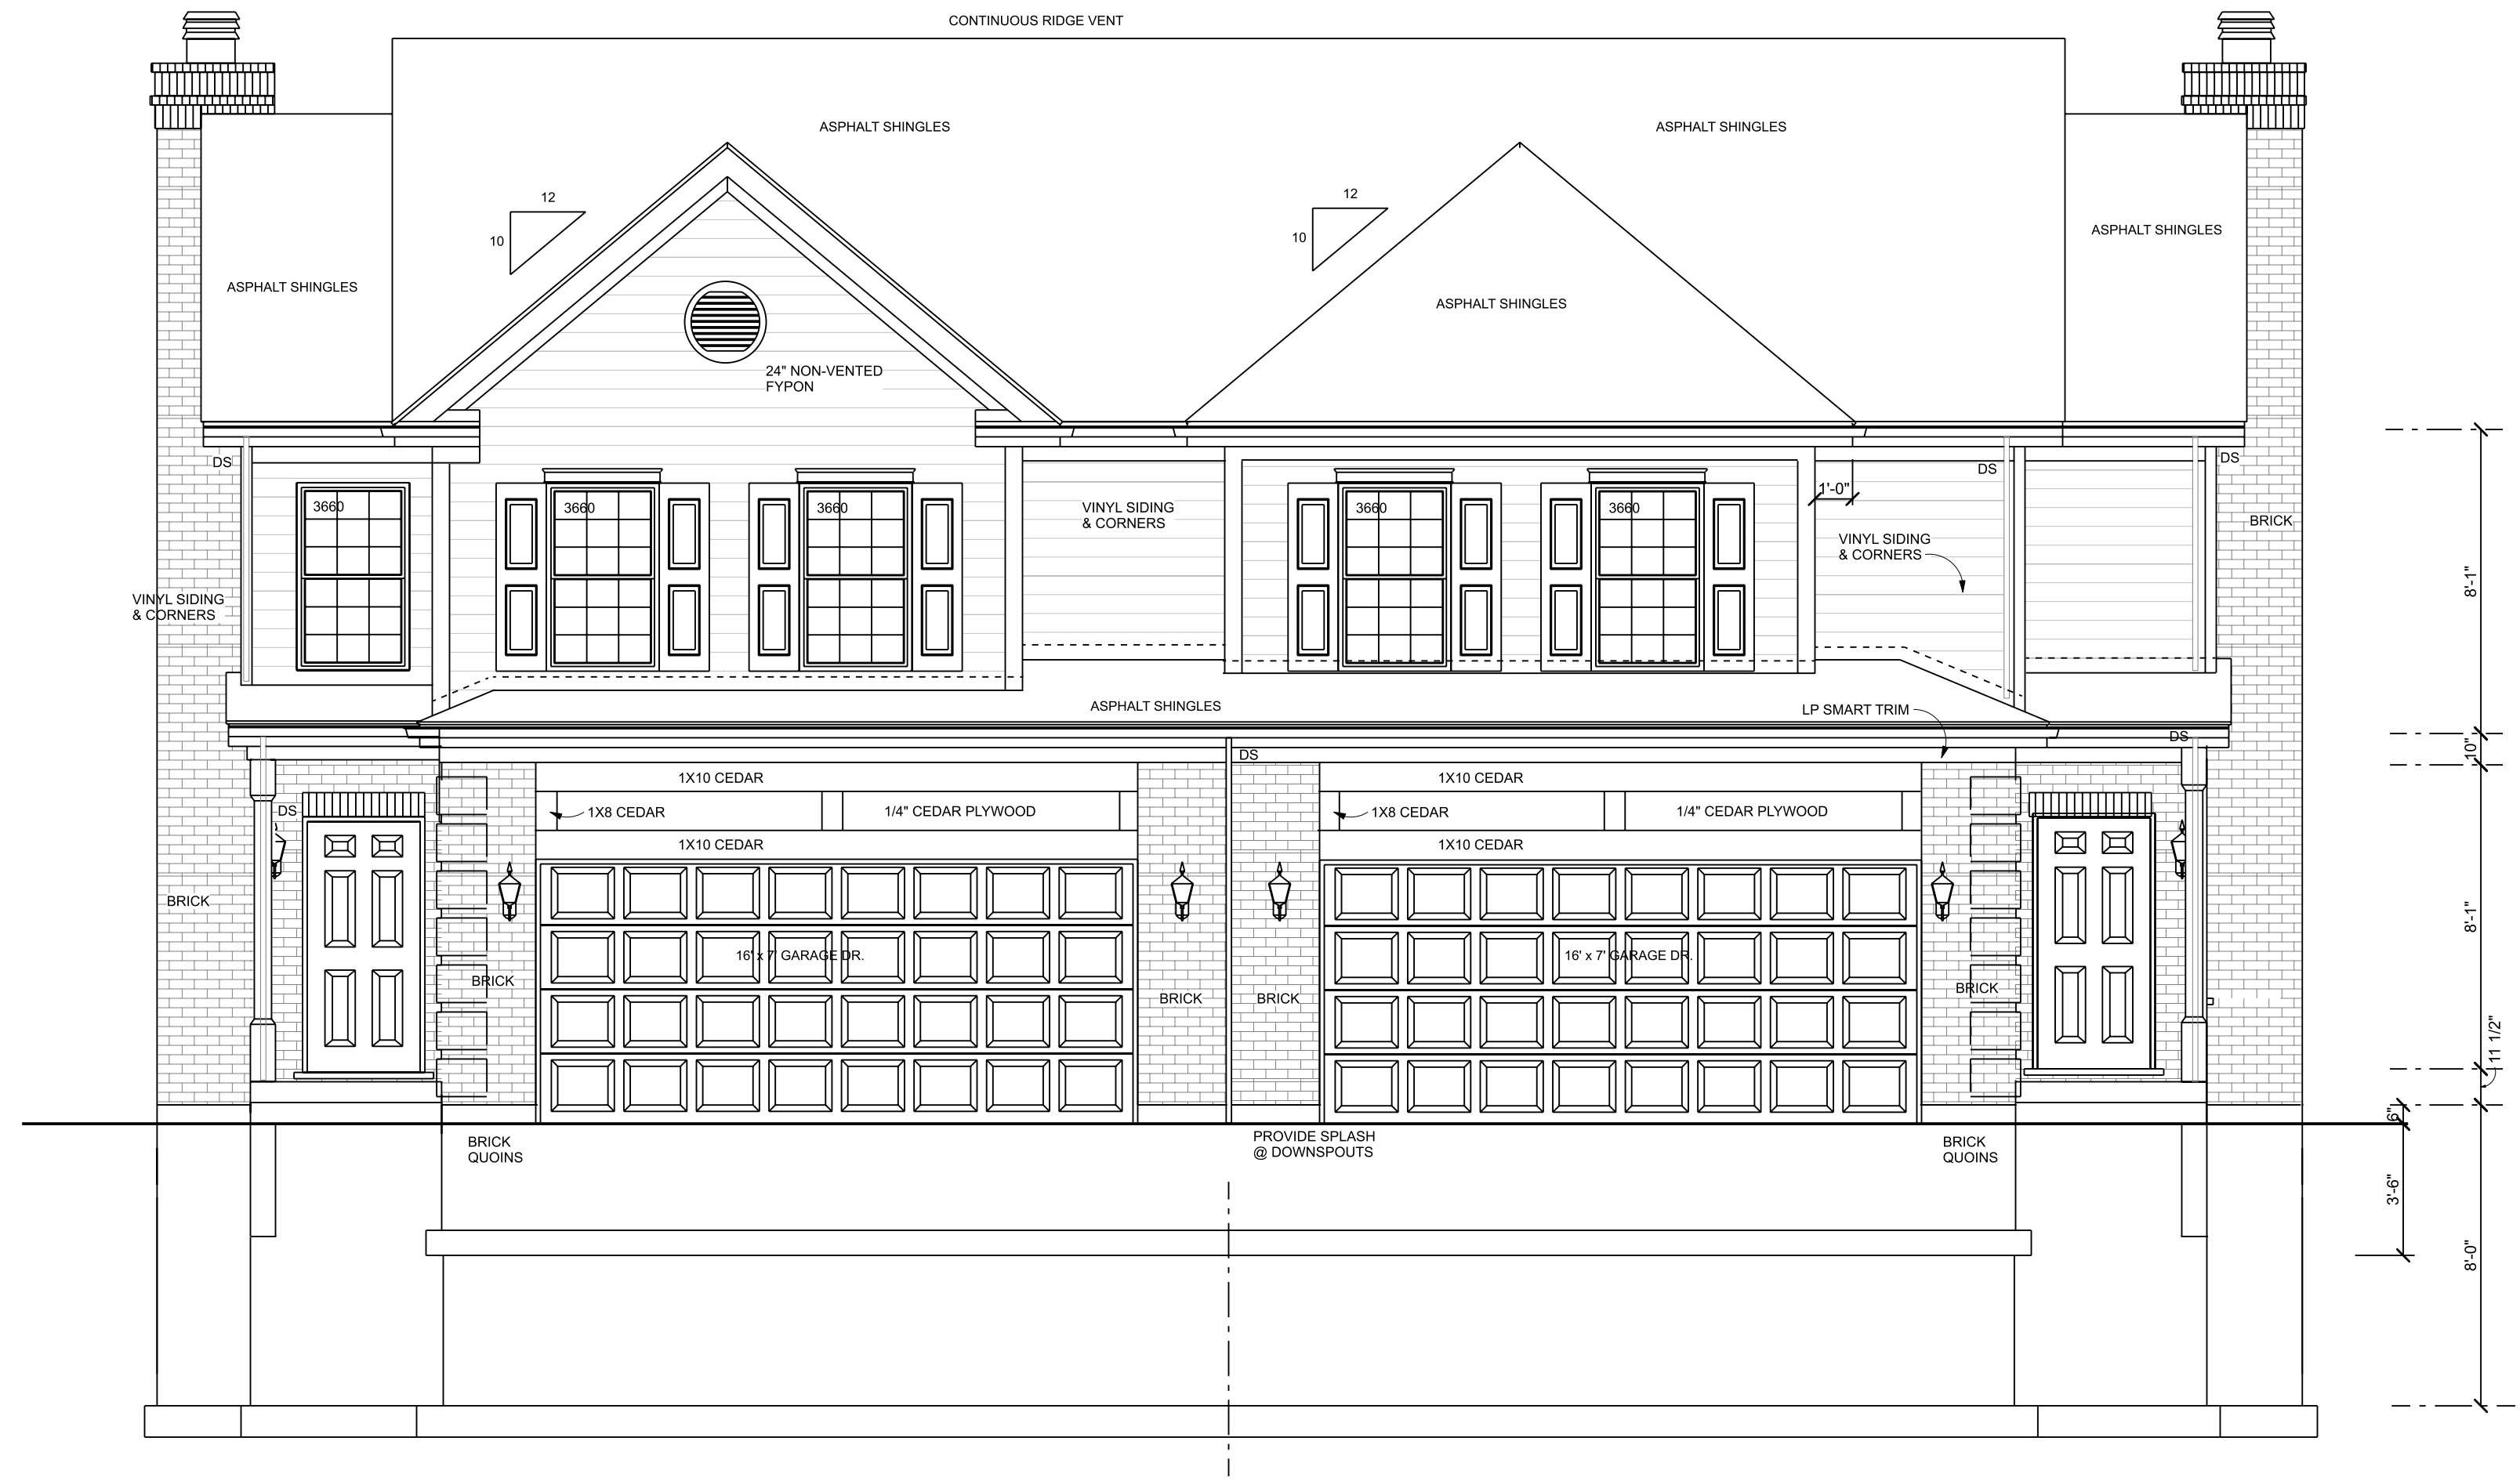 CONTINUOUS RIDGE VENT
ASPHALT SHINGLES
ASPHALT SHINGLES
12
10
12
10
ASPHALT SHINGLES
ASPHALT SHINGLES
ASPHALT SHINGLES
24" NON-VENTED
FYPON
DS
DS
DS
3660
3660
3660
3660
3660
1'-0"
VINYL SIDING
& CORNERS
BRICK
VINYL SIDING
& CORNERS
8'-1"
VINYL SIDING
& CORNERS
ASPHALT SHINGLES
LP SMART TRIM
DS
DS
10"
1X10 CEDAR
1X10 CEDAR
DS
1X8 CEDAR
1/4" CEDAR PLYWOOD
1X8 CEDAR
1/4" CEDAR PLYWOOD
1X10 CEDAR
1X10 CEDAR
BRICK
8'-1"
16' x 7' GARAGE DR.
16' x 7' GARAGE DR.
BRICK
BRICK
BRICK
BRICK
11 1/2"
6"
BRICK
QUOINS
PROVIDE SPLASH
@ DOWNSPOUTS
BRICK
QUOINS
3'-6"
8'-0"